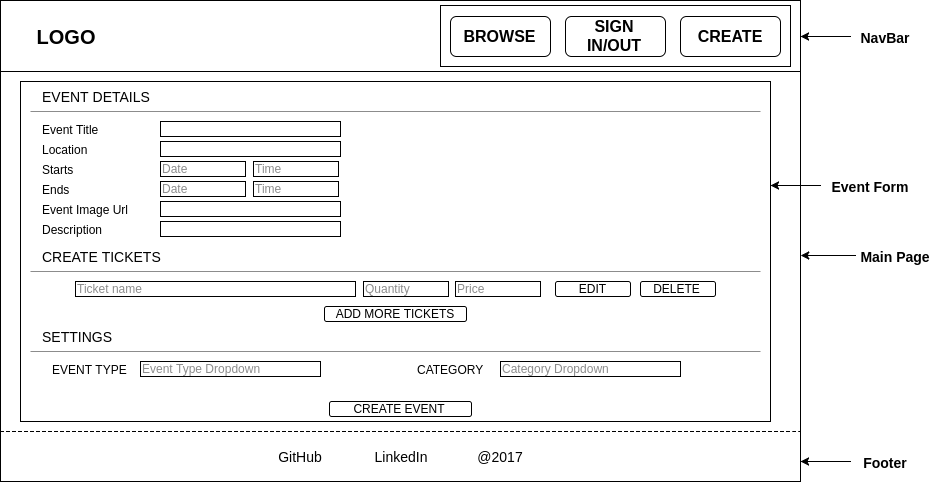 LOGO
BROWSE
SIGN
IN/OUT
CREATE
NavBar
EVENT DETAILS
Event Title
Location
Starts Date Time
Ends Date Time
Event Form
Event Image Url
Description
CREATE TICKETS
Main Page
Ticket name Quantity Price EDIT DELETE
ADD MORE TICKETS
SETTINGS
EVENT TYPE Event Type Dropdown CATEGORY Category Dropdown
CREATE EVENT
GitHub LinkedIn @2017
Footer